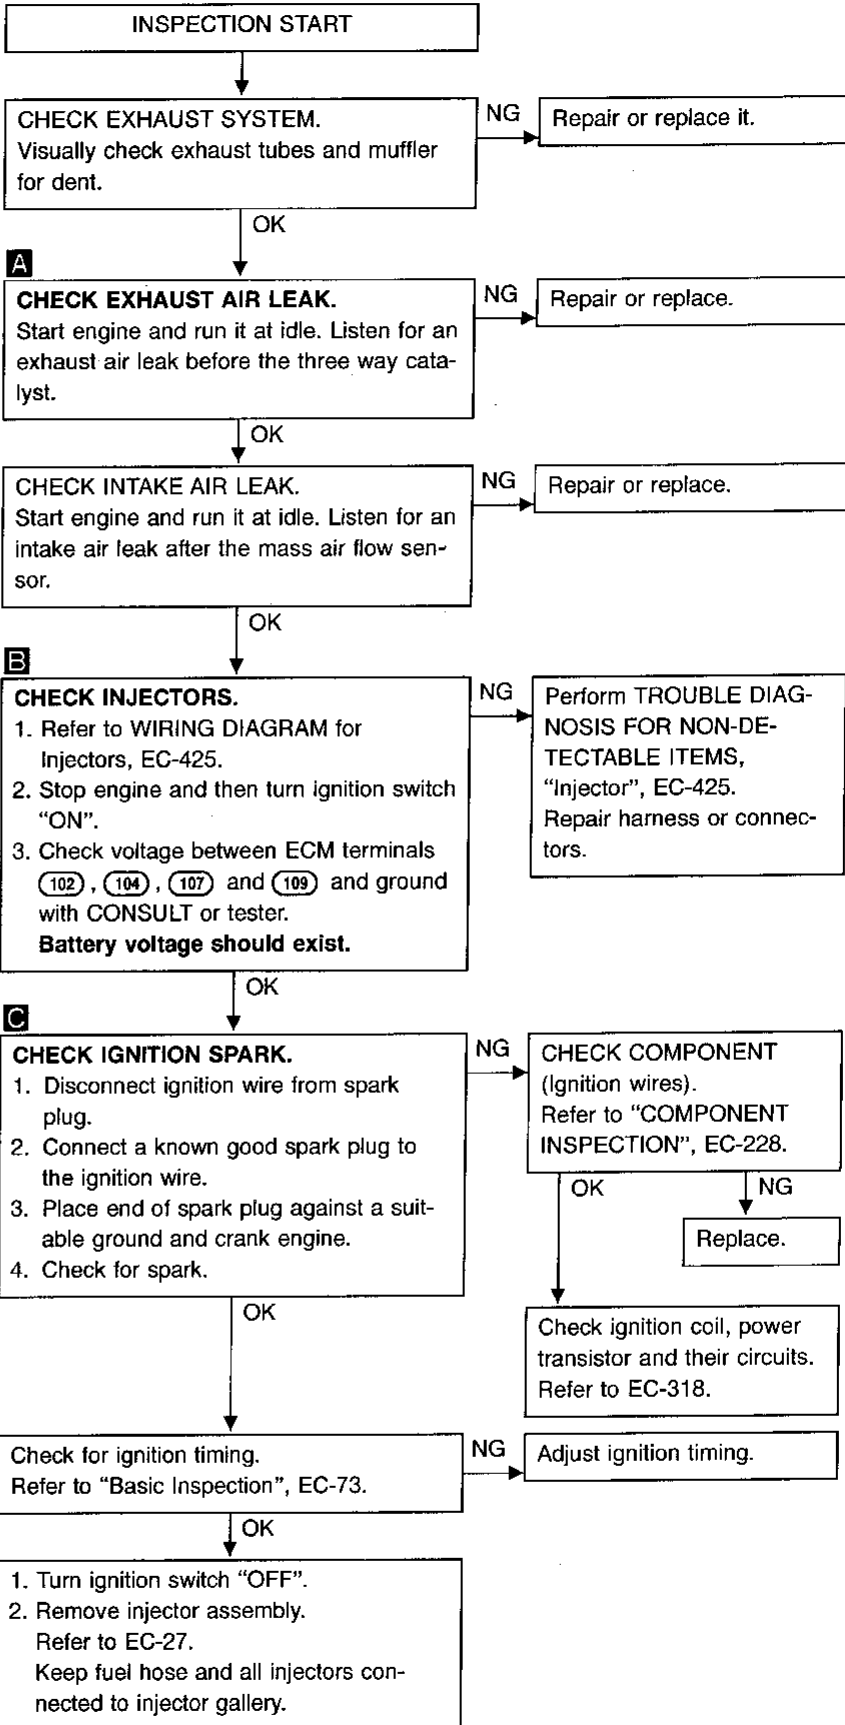 INSPECTION START
CHECK EXHAUST SYSTEM.
Visually check exhaust tubes and muffler
for dent.
NG
Repair or replace it.
OK
A
CHECK EXHAUST AIR LEAK.
Start engine and run it at idle. Listen for an
exhaust air leak before the three way cata-
lyst.
NG
Repair or replace.
OK
CHECK INTAKE AIR LEAK.
Start engine and run it at idle. Listen for an
intake air leak after the mass air flow sen-
sor.
NG
Repair or replace.
OK
B
CHECK INJECTORS.
1. Refer to WIRING DIAGRAM for
Injectors, EC-425.
2. Stop engine and then turn ignition switch
"ON".
3. Check voltage between ECM terminals
102, 104, 107 and 109 and ground
with CONSULT or tester.
Battery voltage should exist.
NG
Perform TROUBLE DIAG-
NOSIS FOR NON-DE-
TECTABLE ITEMS,
"Injector", EC-425.
Repair harness or connec-
tors.
OK
C
CHECK IGNITION SPARK.
1. Disconnect ignition wire from spark
plug.
2. Connect a known good spark plug to
the ignition wire.
3. Place end of spark plug against a suit-
able ground and crank engine.
4. Check for spark.
NG
CHECK COMPONENT
(Ignition wires).
Refer to "COMPONENT
INSPECTION", EC-228.
OK
NG
Replace.
Check ignition coil, power
transistor and their circuits.
Refer to EC-318.
OK
Check for ignition timing.
Refer to "Basic Inspection", EC-73.
NG
Adjust ignition timing.
OK
1. Turn ignition switch "OFF".
2. Remove injector assembly.
Refer to EC-27.
Keep fuel hose and all injectors con-
nected to injector gallery.